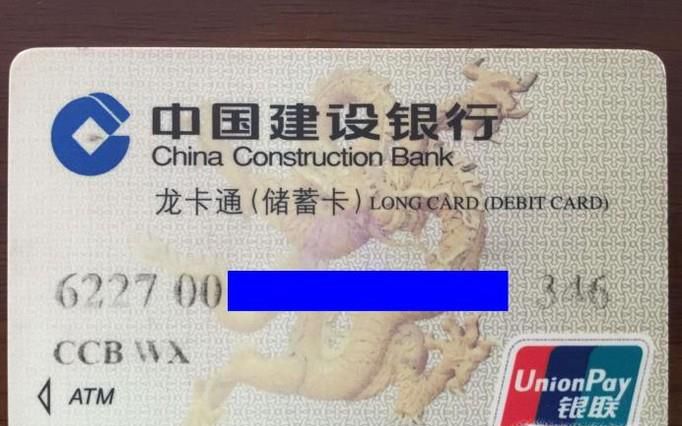 中国建设银行
China Construction Bank
龙卡通(储蓄卡) LONG CARD (DEBIT CARD)
6227 00 346
CCB WX
ATM
UnionPay
银联